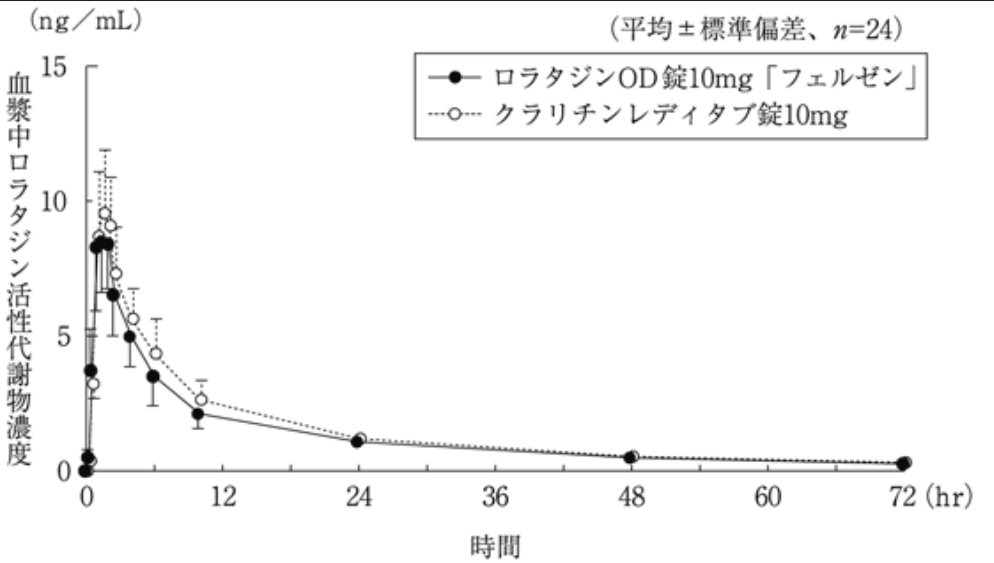 (ng/mL)
(平均±標準偏差、n=24)
ロラタジンOD錠10mg「フェルゼン」
クラリチンレディタブ錠10mg
血漿中ロラタジン活性代謝物濃度
15
10
5
0
0 12 24 36 48 60 72 (hr)
時間